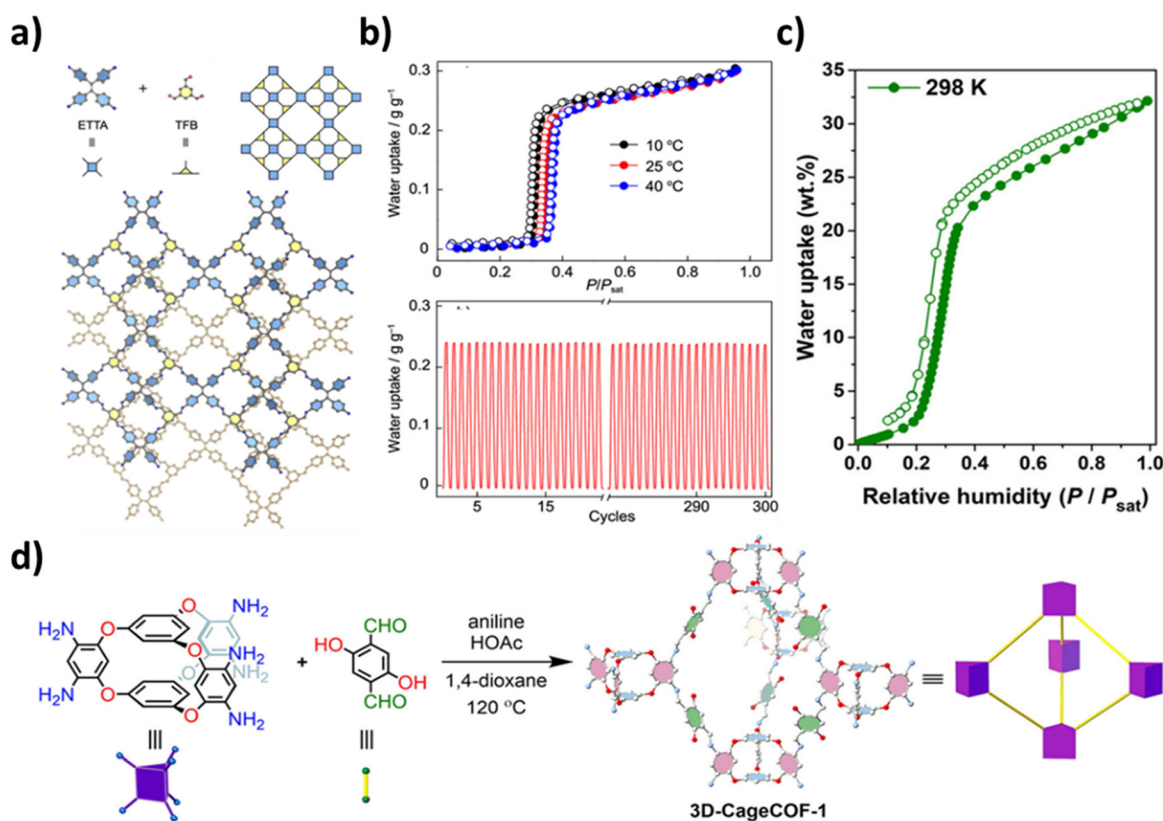 a)
ETTA
+
TFB
≡
≡
b)
Water uptake / g g⁻¹
0.3
0.2
0.1
0
10 °C
25 °C
40 °C
0
0.2
0.4
0.6
0.8
1.0
P/Psat
Water uptake / g g⁻¹
0.3
0.2
0.1
0
5
15
290
300
Cycles
c)
298 K
Water uptake (wt.%)
35
30
25
20
15
10
5
0
0.0
0.2
0.4
0.6
0.8
1.0
Relative humidity (P / Psat)
d)
H₂N
H₂N
O
O
O
O
O
O
NH₂
NH₂
NH₂
NH₂
+
CHO
HO
OH
CHO
aniline
HOAc
1,4-dioxane
120 °C
≡
≡
≡
3D-CageCOF-1